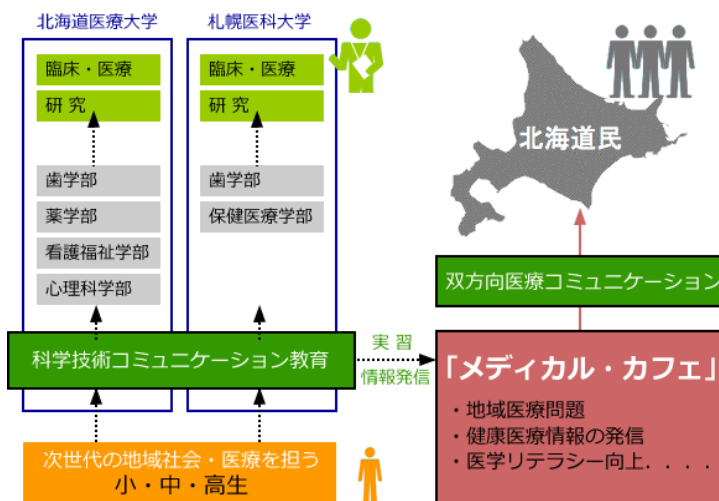 北海道医療大学
臨床・医療
研 究
歯学部
薬学部
看護福祉学部
心理科学部
札幌医科大学
臨床・医療
研 究
歯学部
保健医療学部
科学技術コミュニケーション教育
次世代の地域社会・医療を担う
小・中・高生
実 習
情報発信
北海道民
双方向医療コミュニケーション
「メディカル・カフェ」
・地域医療問題
・健康医療情報の発信
・医学リテラシー向上．．．．